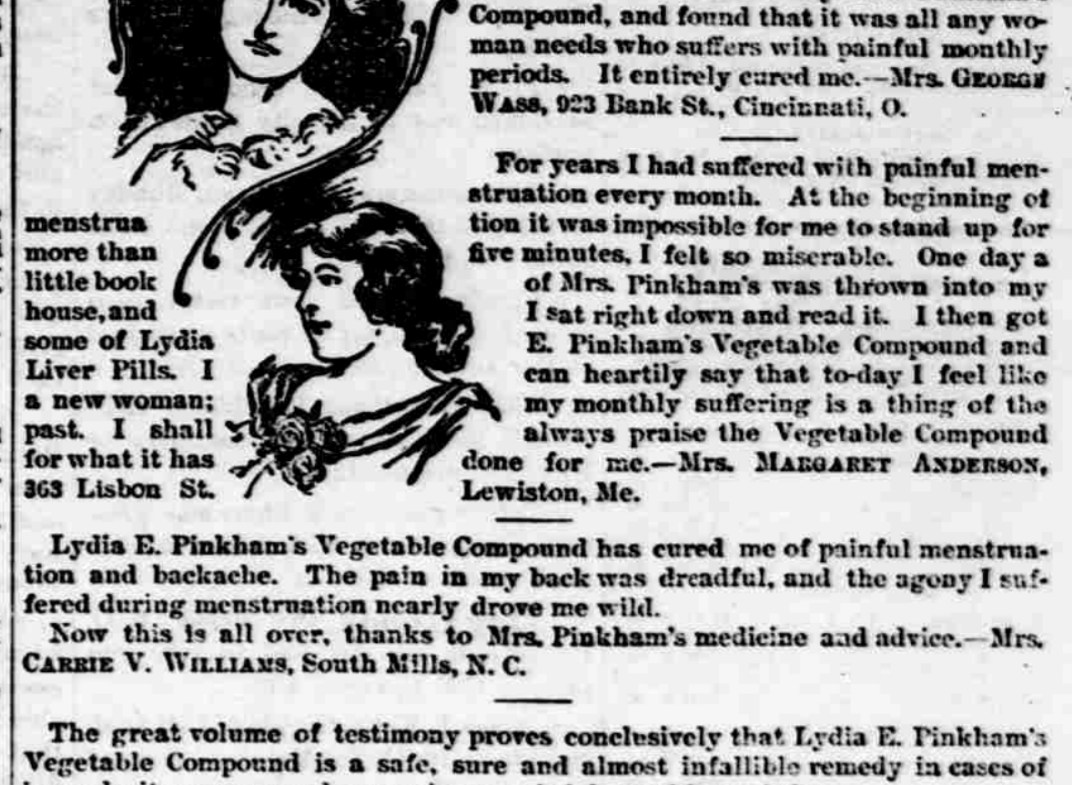 Compound, and found that it was all any wo-
man needs who suffers with painful monthly
periods. It entirely cured me.—Mrs. GEORGE
WASS, 923 Bank St., Cincinnati, O.
For years I had suffered with painful men-
struation every month. At the beginning of
menstrua tion it was impossible for me to stand up for
more than five minutes, I felt so miserable. One day a
little book of Mrs. Pinkham's was thrown into my
house, and I sat right down and read it. I then got
some of Lydia E. Pinkham's Vegetable Compound and
Liver Pills. I can heartily say that to-day I feel like
a new woman; my monthly suffering is a thing of the
past. I shall always praise the Vegetable Compound
for what it has done for me.—Mrs. MARGARET ANDERSON,
363 Lisbon St. Lewiston, Me.
Lydia E. Pinkham's Vegetable Compound has cured me of painful menstrua-
tion and backache. The pain in my back was dreadful, and the agony I suf-
fered during menstruation nearly drove me wild.
Now this is all over, thanks to Mrs. Pinkham's medicine and advice.—Mrs.
CARRIE V. WILLIAMS, South Mills, N. C.
The great volume of testimony proves conclusively that Lydia E. Pinkham's
Vegetable Compound is a safe, sure and almost infallible remedy in cases of